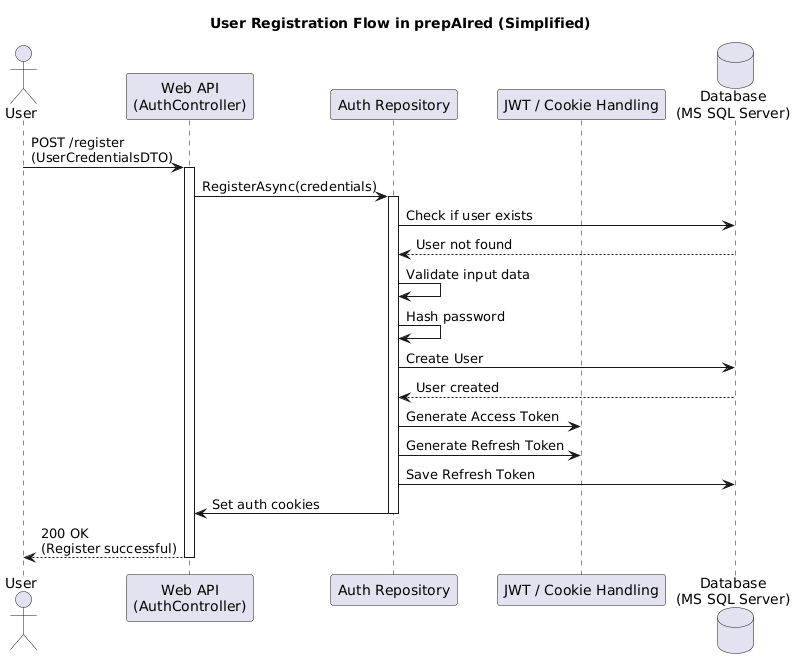 User Registration Flow in prepAIred (Simplified)
User
Web API
(AuthController)
Auth Repository
JWT / Cookie Handling
Database
(MS SQL Server)
POST /register
(UserCredentialsDTO)
RegisterAsync(credentials)
Check if user exists
User not found
Validate input data
Hash password
Create User
User created
Generate Access Token
Generate Refresh Token
Save Refresh Token
Set auth cookies
200 OK
(Register successful)
User
Web API
(AuthController)
Auth Repository
JWT / Cookie Handling
Database
(MS SQL Server)